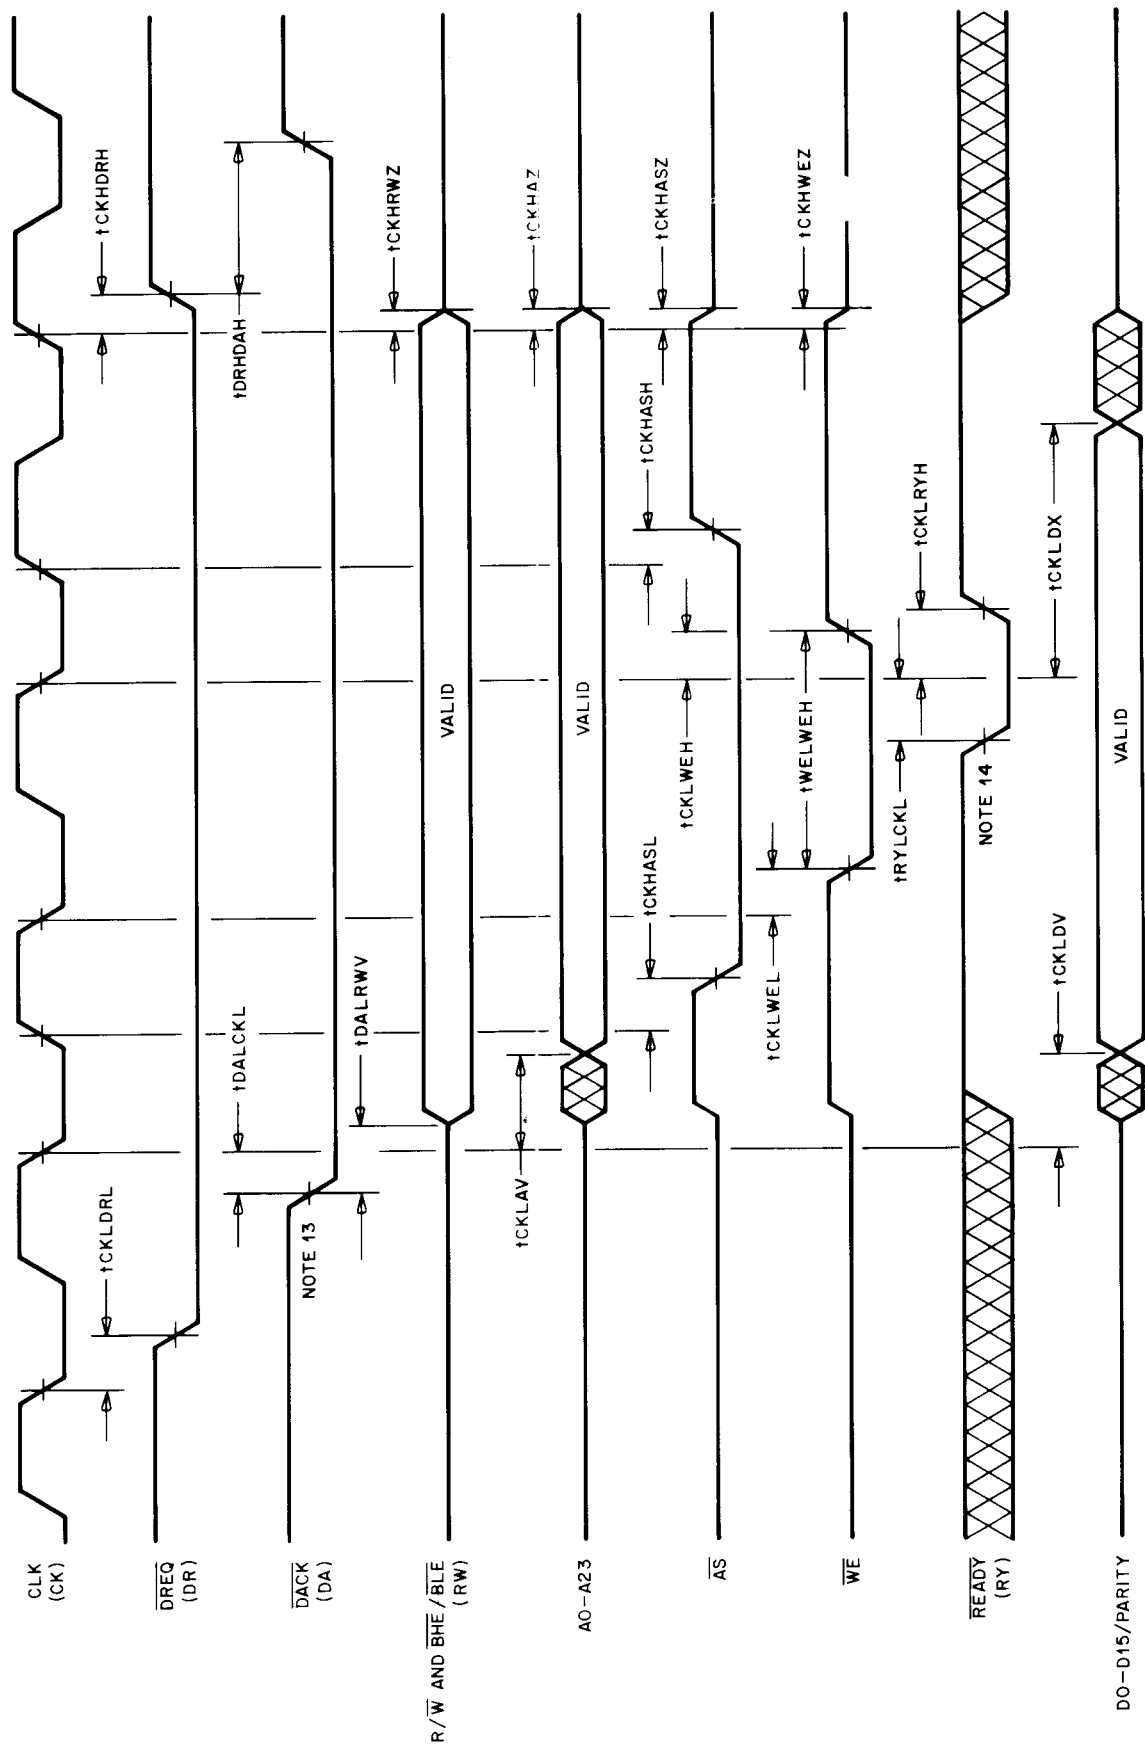 CLK
(CK)
tCKLDRL
tCKHDRH
DREQ
(DR)
tDALCKL
tDRHDAH
DACK
(DA)
NOTE 13
tDALRWV
tCKHRWZ
R/W AND BHE/BLE
(RW)
VALID
tCKLAV
tCKHAZ
A0-A23
VALID
tCKHASL
tCKHASH
tCKHASZ
AS
tCKLWEL
tCKLWEH
tWELWEH
tCKHWEZ
WE
tRYLCKL
tCKLRYH
READY
(RY)
NOTE 14
tCKLDV
tCKLDX
D0-D15/PARITY
VALID